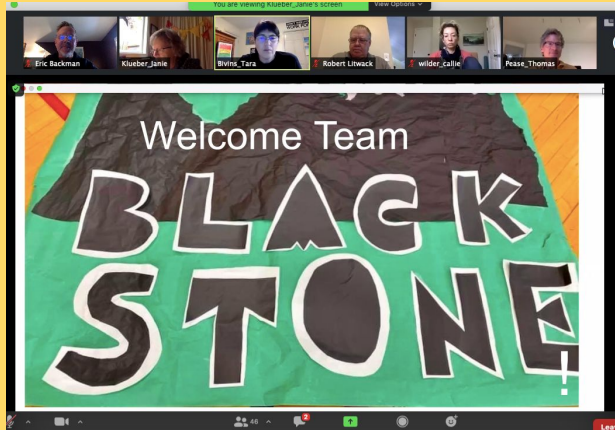 You are viewing Klueber_Janie's screen
View Options
Eric Backman
Klueber_Janie
Bivins_Tara
Robert Litwack
wilder_callie
Pease_Thomas
Welcome Team
BLACK
STONE
!
46
2
Leav